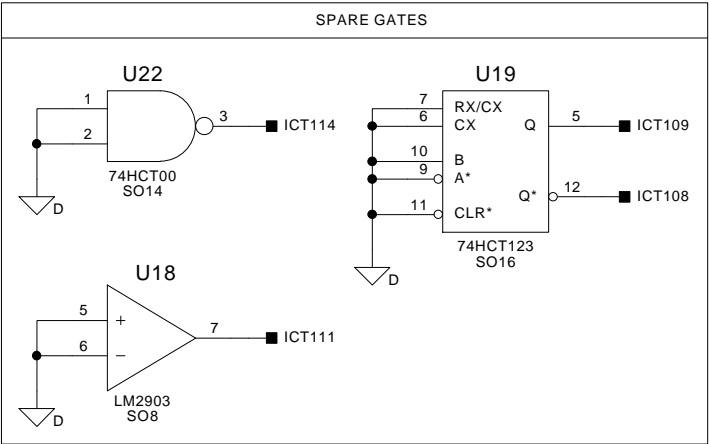 SPARE GATES
U22
1
2
3
ICT114
74HCT00
SO14
D
U19
7 RX/CX
6 CX Q 5 ICT109
10 B
9 A*
Q* 12 ICT108
11 CLR*
74HCT123
SO16
D
U18
5 +
6 −
7 ICT111
LM2903
SO8
D